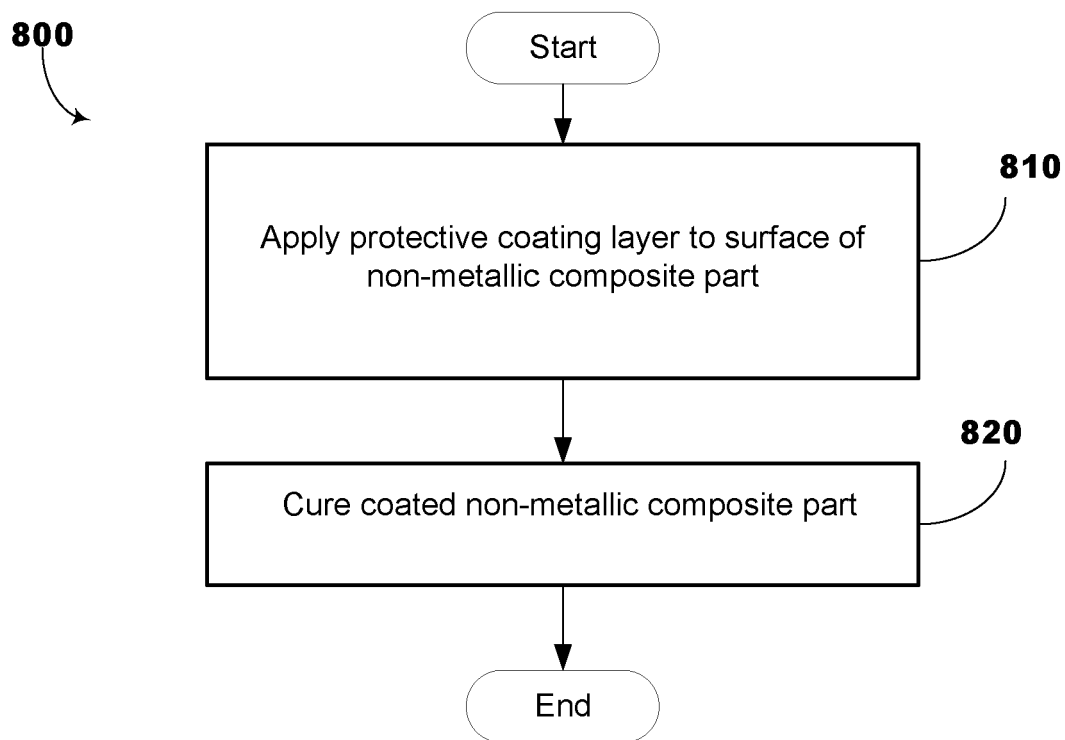 800
Start
810
Apply protective coating layer to surface of
non-metallic composite part
820
Cure coated non-metallic composite part
End